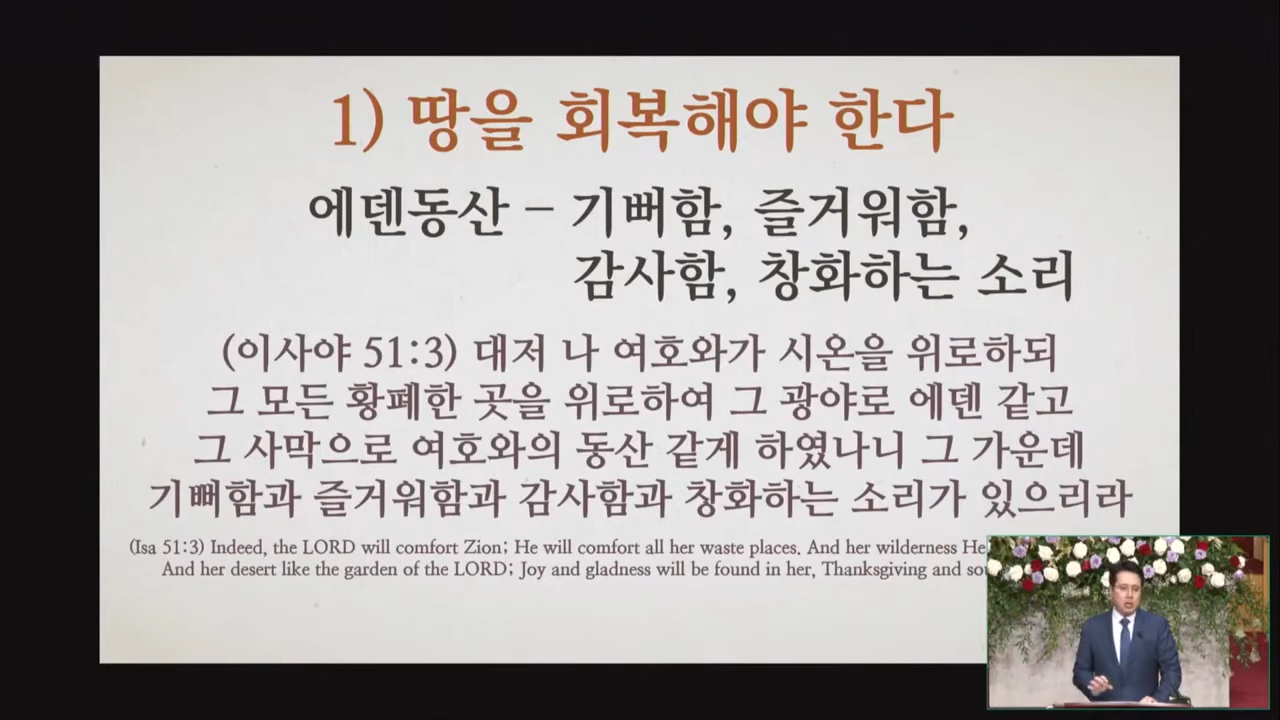 1) 땅을 회복해야 한다
에덴동산 – 기뻐함, 즐거워함,
감사함, 창화하는 소리
(이사야 51:3) 대저 나 여호와가 시온을 위로하되
그 모든 황폐한 곳을 위로하여 그 광야로 에덴 같고
그 사막으로 여호와의 동산 같게 하였나니 그 가운데
기뻐함과 즐거워함과 감사함과 창화하는 소리가 있으리라
(Isa 51:3) Indeed, the LORD will comfort Zion; He will comfort all her waste places. And her wilderness He
And her desert like the garden of the LORD; Joy and gladness will be found in her, Thanksgiving and